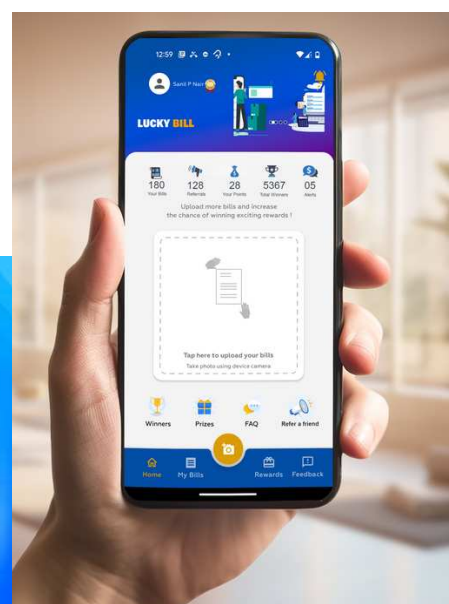 12:59
LUCKY BILL
180 128 28 5367 05
Your Bills Referrals Your Points Total Winners Alerts
Upload more bills and increase
the chance of winning exciting rewards !
Tap here to upload your bills
Take photo using device camera
Winners Prizes FAQ Refer a friend
Home My Bills Rewards Feedback